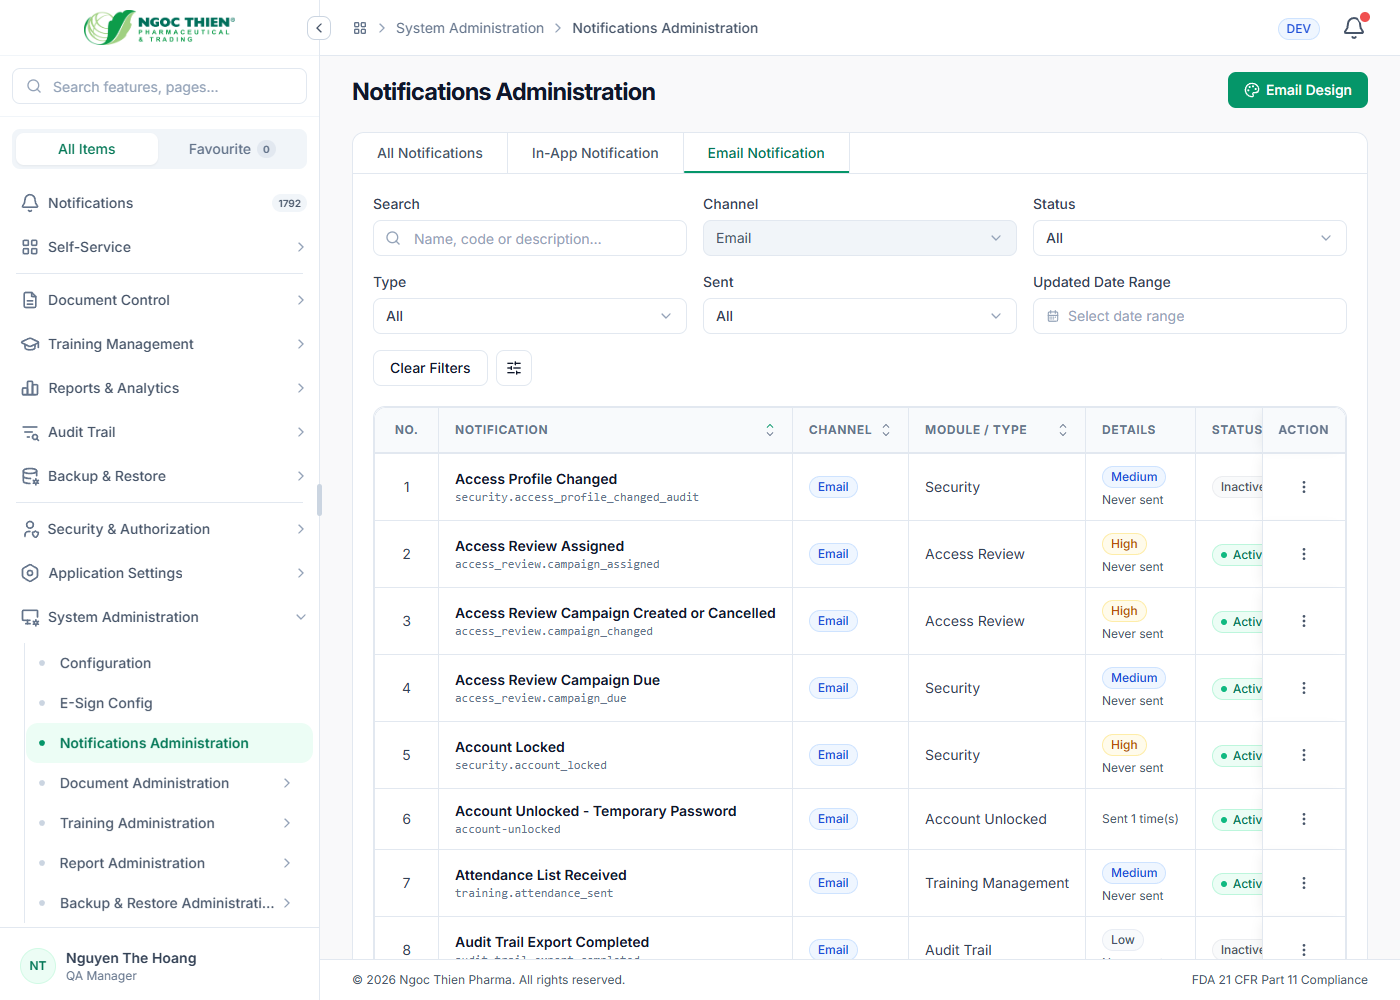 NGOC THIEN®
PHARMACEUTICAL
& TRADING
System Administration
Notifications Administration
DEV
Search features, pages...
All Items
Favourite 0
Notifications 1792
Self-Service
Document Control
Training Management
Reports & Analytics
Audit Trail
Backup & Restore
Security & Authorization
Application Settings
System Administration
Configuration
E-Sign Config
Notifications Administration
Document Administration
Training Administration
Report Administration
Backup & Restore Administrati...
NT
Nguyen The Hoang
QA Manager
Notifications Administration
Email Design
All Notifications
In-App Notification
Email Notification
Search
Channel
Status
Name, code or description...
Email
All
Type
Sent
Updated Date Range
All
All
Select date range
Clear Filters
NO. NOTIFICATION CHANNEL MODULE / TYPE DETAILS STATUS ACTION
1 Access Profile Changed Email Security Medium Inactive
security.access_profile_changed_audit Never sent
2 Access Review Assigned Email Access Review High Activ
access_review.campaign_assigned Never sent
3 Access Review Campaign Created or Cancelled Email Access Review High Activ
access_review.campaign_changed Never sent
4 Access Review Campaign Due Email Security Medium Activ
access_review.campaign_due Never sent
5 Account Locked Email Security High Activ
security.account_locked Never sent
6 Account Unlocked - Temporary Password Email Account Unlocked Sent 1 time(s) Activ
account-unlocked
7 Attendance List Received Email Training Management Medium Activ
training.attendance_sent Never sent
8 Audit Trail Export Completed Email Audit Trail Low Inactive
© 2026 Ngoc Thien Pharma. All rights reserved.
FDA 21 CFR Part 11 Compliance